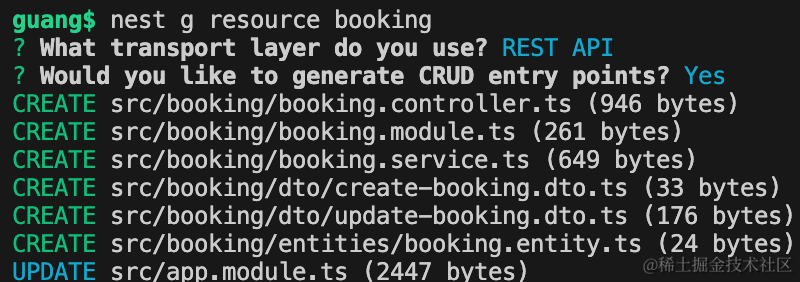 guang$ nest g resource booking
? What transport layer do you use? REST API
? Would you like to generate CRUD entry points? Yes
CREATE src/booking/booking.controller.ts (946 bytes)
CREATE src/booking/booking.module.ts (261 bytes)
CREATE src/booking/booking.service.ts (649 bytes)
CREATE src/booking/dto/create-booking.dto.ts (33 bytes)
CREATE src/booking/dto/update-booking.dto.ts (176 bytes)
CREATE src/booking/entities/booking.entity.ts (24 bytes)
UPDATE src/app.module.ts (2447 bytes)
@稀土掘金技术社区